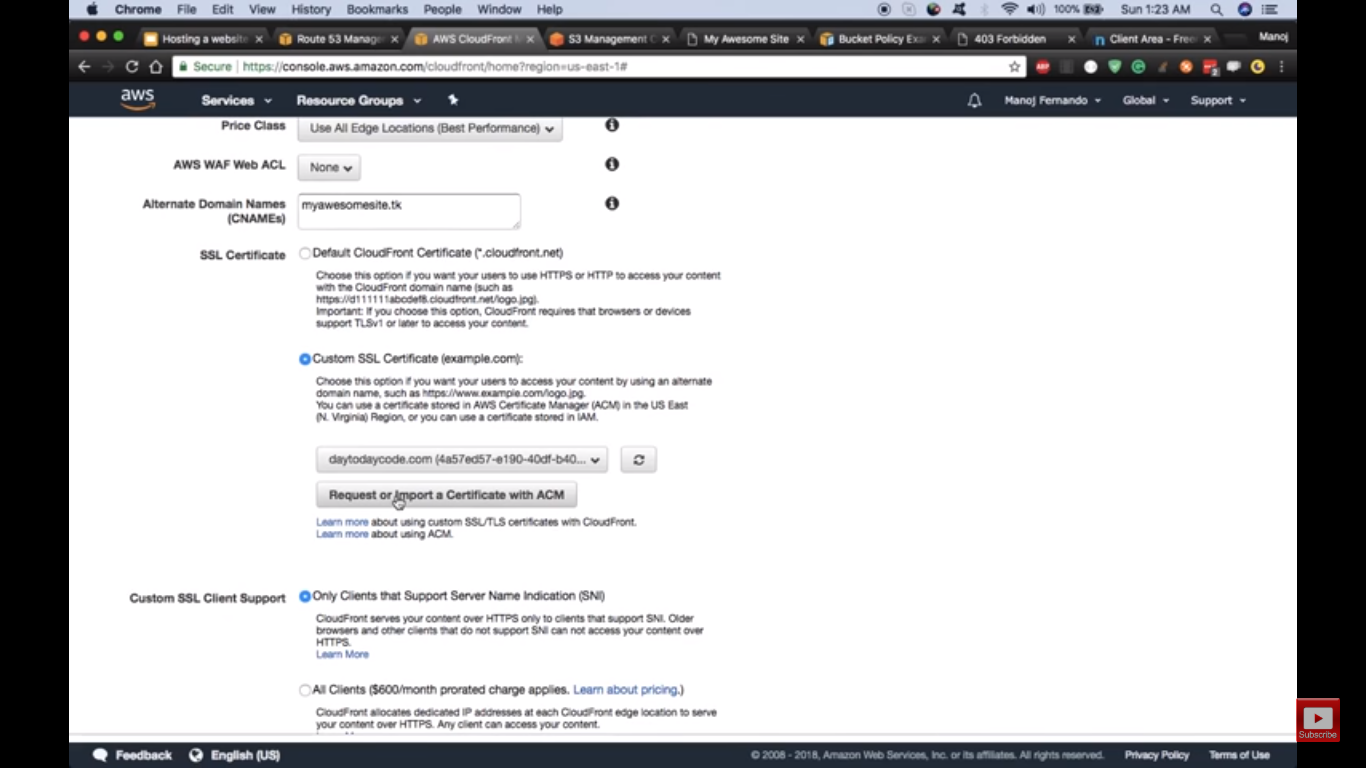 Chrome File Edit View History Bookmarks People Window Help 100% Sun 1:23 AM
Hosting a website Route 53 Manage AWS CloudFront M S3 Management C My Awesome Site Bucket Policy Exa 403 Forbidden Client Area - Free Manoj
Secure https://console.aws.amazon.com/cloudfront/home?region=us-east-1#
aws Services Resource Groups Manoj Fernando Global Support
Price Class Use All Edge Locations (Best Performance)
AWS WAF Web ACL None
Alternate Domain Names myawesomesite.tk
(CNAMEs)
SSL Certificate Default CloudFront Certificate (*.cloudfront.net)
Choose this option if you want your users to use HTTPS or HTTP to access your content
with the CloudFront domain name (such as
https://d111111abcdef8.cloudfront.net/logo.jpg).
Important: If you choose this option, CloudFront requires that browsers or devices
support TLSv1 or later to access your content.
Custom SSL Certificate (example.com):
Choose this option if you want your users to access your content by using an alternate
domain name, such as https://www.example.com/logo.jpg.
You can use a certificate stored in AWS Certificate Manager (ACM) in the US East
(N. Virginia) Region, or you can use a certificate stored in IAM.
daytodaycode.com (4a57ed57-e190-40df-b40...
Request or Import a Certificate with ACM
Learn more about using custom SSL/TLS certificates with CloudFront.
Learn more about using ACM.
Custom SSL Client Support Only Clients that Support Server Name Indication (SNI)
CloudFront serves your content over HTTPS only to clients that support SNI. Older
browsers and other clients that do not support SNI can not access your content over
HTTPS.
Learn More
All Clients ($600/month prorated charge applies. Learn about pricing.)
CloudFront allocates dedicated IP addresses at each CloudFront edge location to serve
your content over HTTPS. Any client can access your content.
Subscribe
Feedback English (US) © 2008 - 2018, Amazon Web Services, Inc. or its affiliates. All rights reserved. Privacy Policy Terms of Use